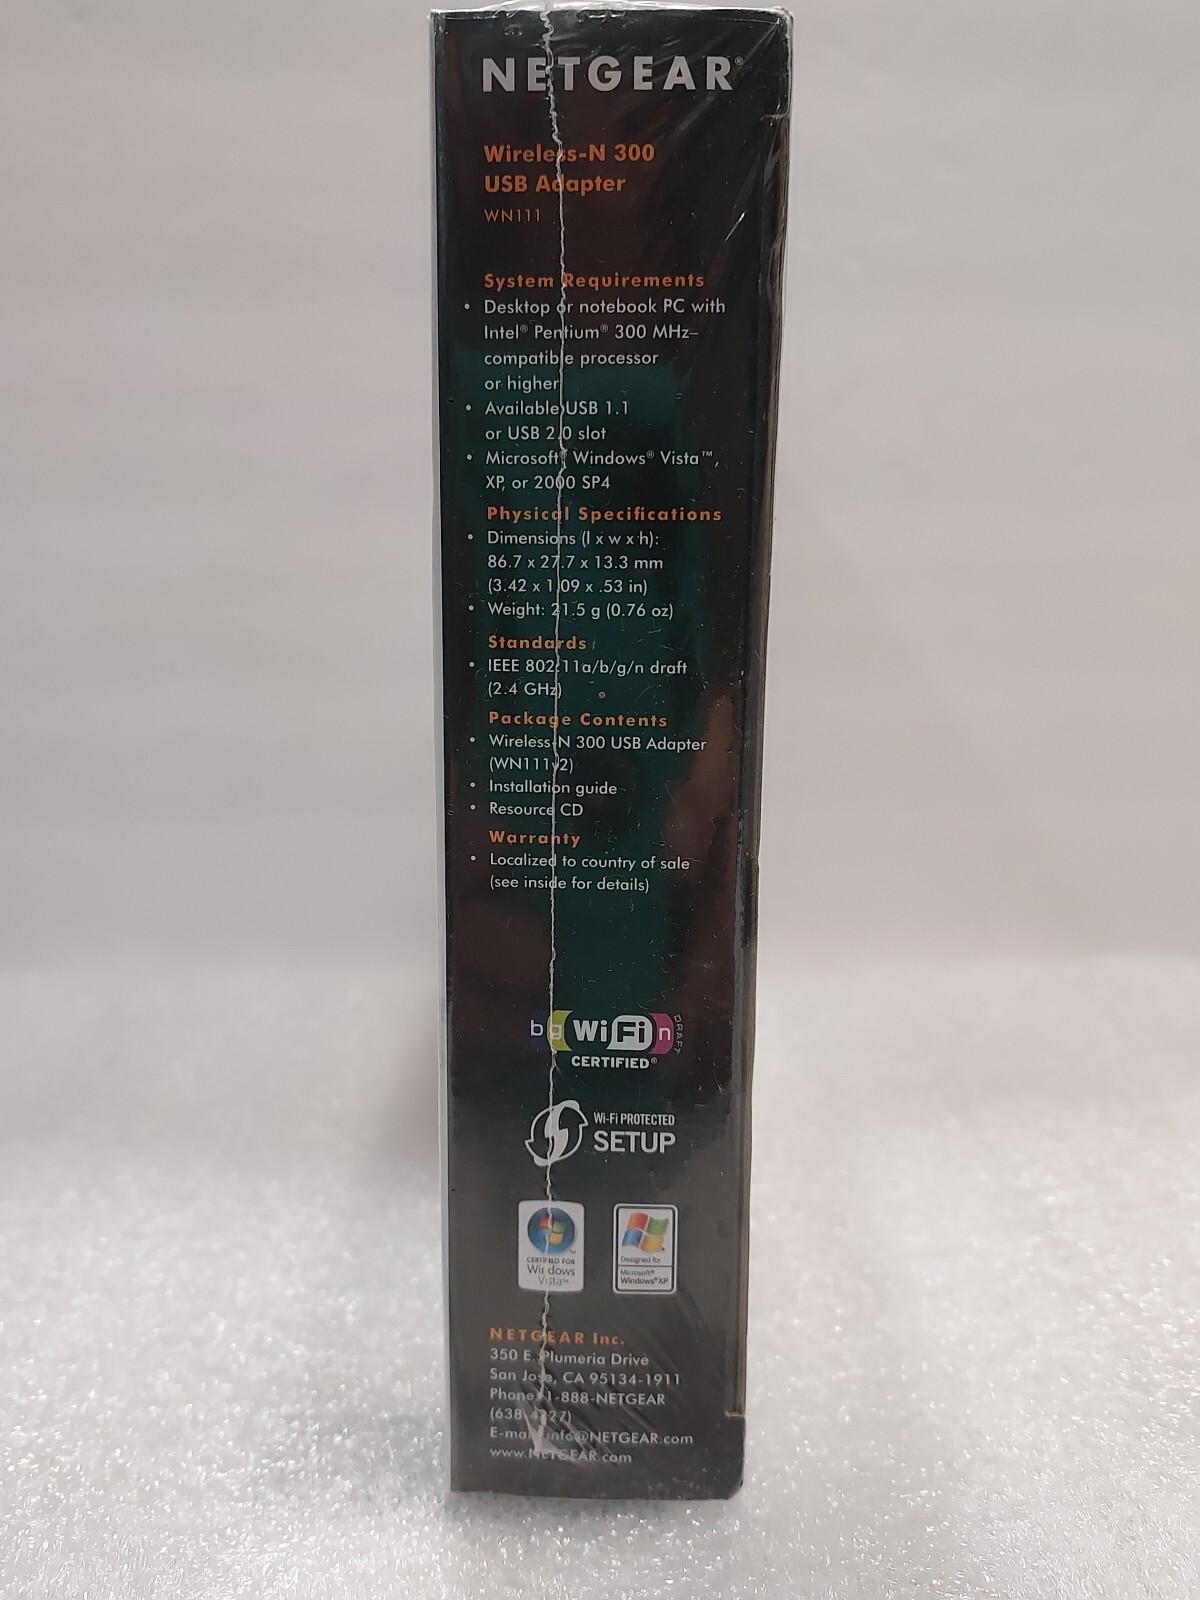 NETGEAR®
Wireless-N 300
USB Adapter
WN111
System Requirements
• Desktop or notebook PC with
Intel® Pentium® 300 MHz–
compatible processor
or higher
• Available USB 1.1
or USB 2.0 slot
• Microsoft® Windows® Vista™,
XP, or 2000 SP4
Physical Specifications
• Dimensions (l x w x h):
86.7 x 27.7 x 13.3 mm
(3.42 x 1.09 x .53 in)
• Weight: 21.5 g (0.76 oz)
Standards
• IEEE 802.11a/b/g/n draft
(2.4 GHz)
Package Contents
• Wireless-N 300 USB Adapter
(WN111v2)
• Installation guide
• Resource CD
Warranty
• Localized to country of sale
(see inside for details)
b g WiFi n DRAFT
CERTIFIED®
Wi-Fi PROTECTED
SETUP
CERTIFIED FOR
Windows
Vista™
Designed for
Microsoft®
Windows®XP
NETGEAR Inc.
350 E. Plumeria Drive
San Jose, CA 95134-1911
Phone: 1-888-NETGEAR
(638-4327)
E-mail: info@NETGEAR.com
www.NETGEAR.com